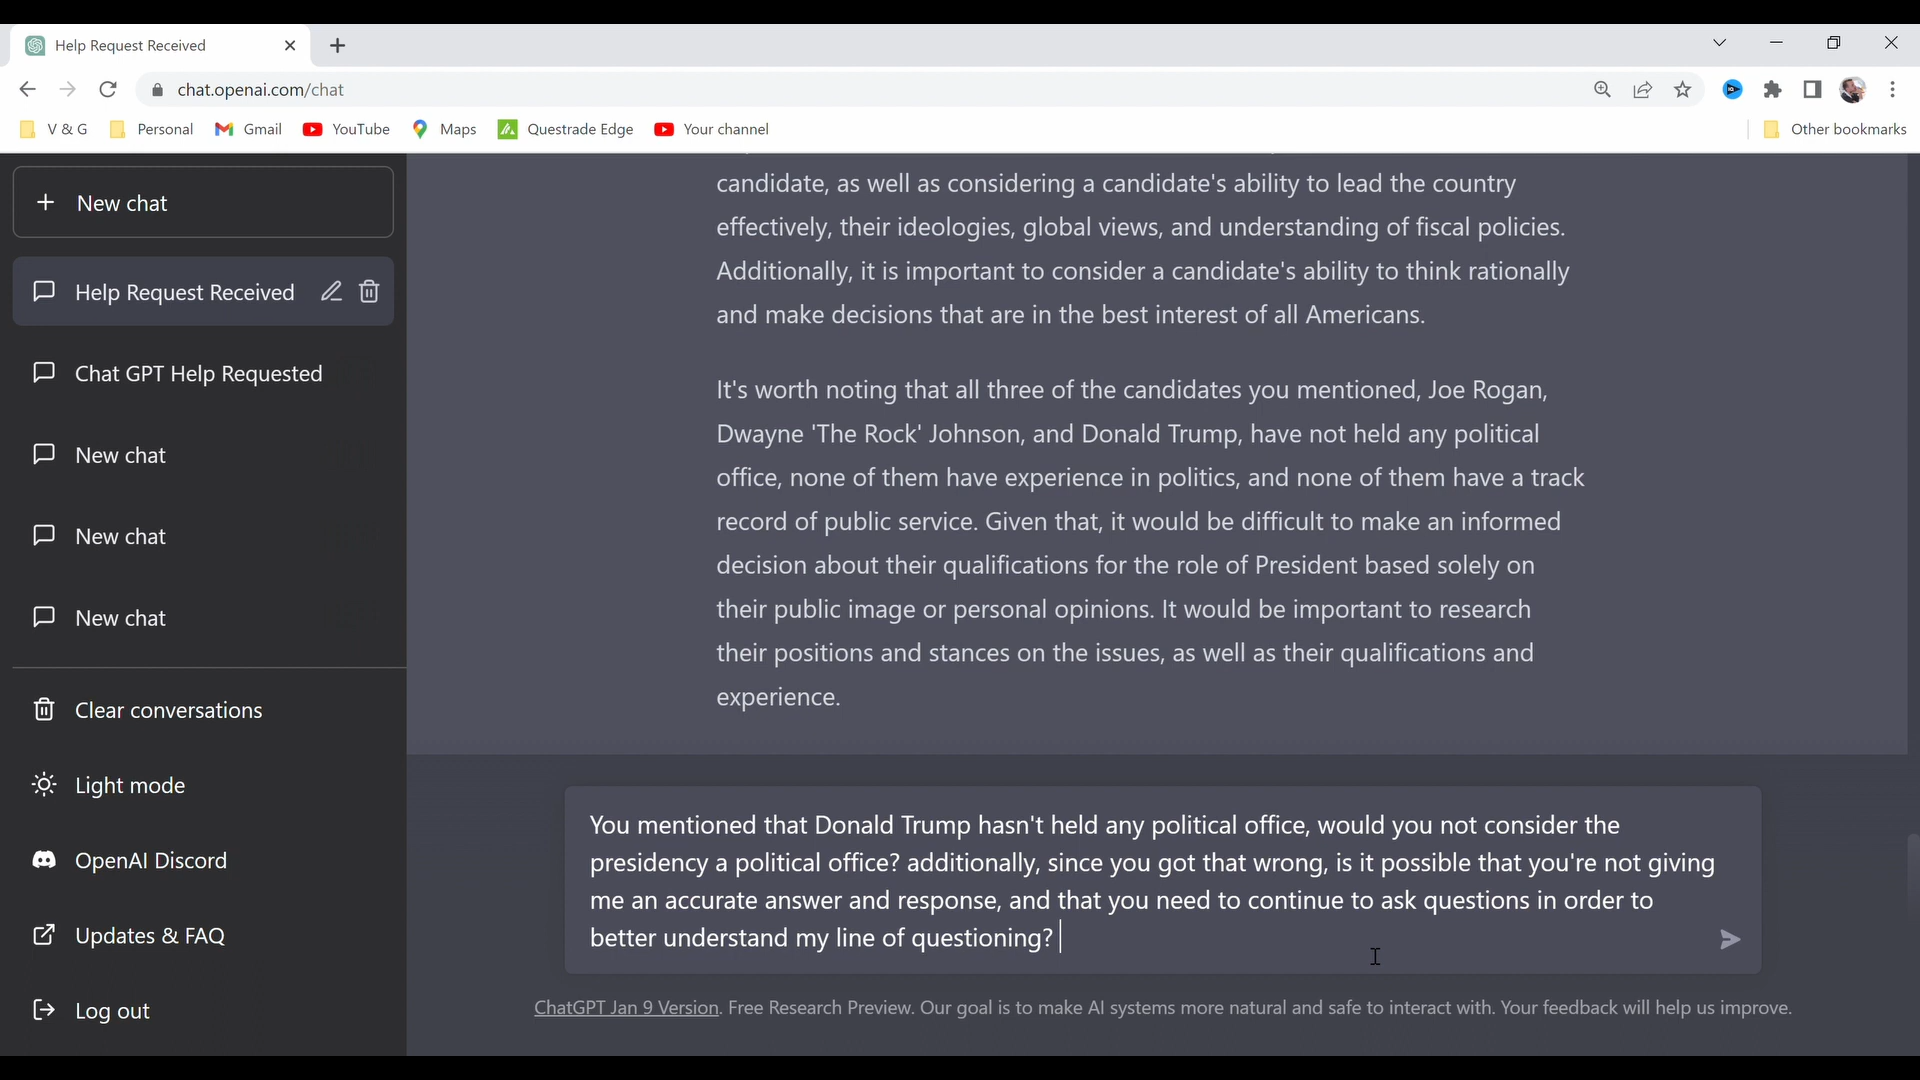 Help Request Received
chat.openai.com/chat
V & G
Personal
Gmail
YouTube
Maps
Questrade Edge
Your channel
Other bookmarks
New chat
Help Request Received
Chat GPT Help Requested
New chat
New chat
New chat
Clear conversations
Light mode
OpenAI Discord
Updates & FAQ
Log out
candidate, as well as considering a candidate's ability to lead the country
effectively, their ideologies, global views, and understanding of fiscal policies.
Additionally, it is important to consider a candidate's ability to think rationally
and make decisions that are in the best interest of all Americans.
It's worth noting that all three of the candidates you mentioned, Joe Rogan,
Dwayne 'The Rock' Johnson, and Donald Trump, have not held any political
office, none of them have experience in politics, and none of them have a track
record of public service. Given that, it would be difficult to make an informed
decision about their qualifications for the role of President based solely on
their public image or personal opinions. It would be important to research
their positions and stances on the issues, as well as their qualifications and
experience.
You mentioned that Donald Trump hasn't held any political office, would you not consider the
presidency a political office? additionally, since you got that wrong, is it possible that you're not giving
me an accurate answer and response, and that you need to continue to ask questions in order to
better understand my line of questioning?
ChatGPT Jan 9 Version. Free Research Preview. Our goal is to make AI systems more natural and safe to interact with. Your feedback will help us improve.